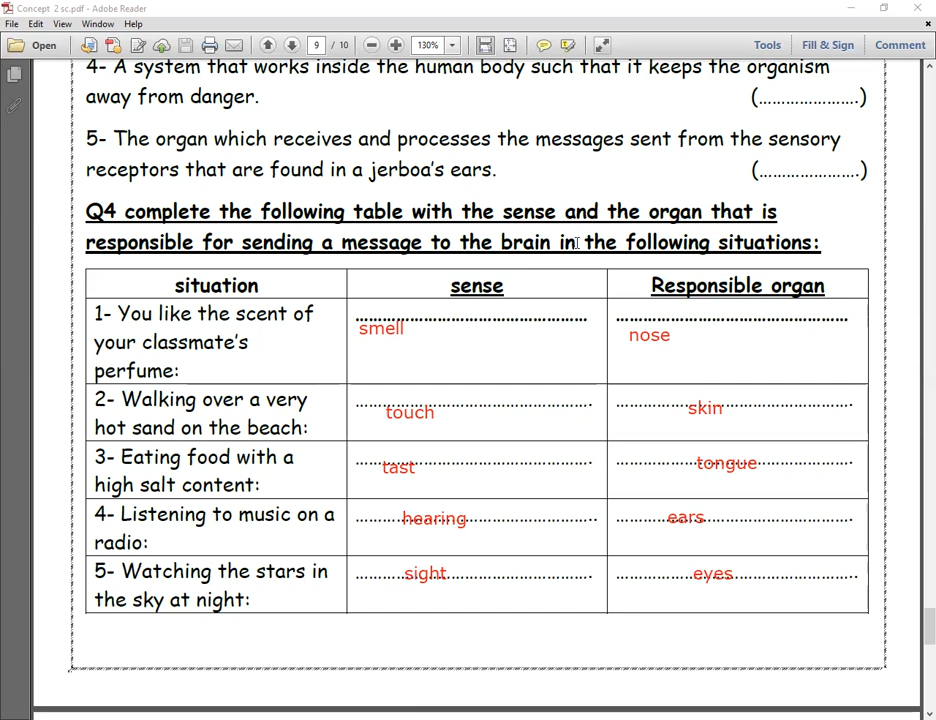 Concept 2 sc.pdf - Adobe Reader
File Edit View Window Help
Open 9 / 10 130% Tools Fill & Sign Comment
4- A system that works inside the human body such that it keeps the organism
away from danger. (………………….)
5- The organ which receives and processes the messages sent from the sensory
receptors that are found in a jerboa's ears. (………………….)
Q4 complete the following table with the sense and the organ that is
responsible for sending a message to the brain in the following situations:
situation sense Responsible organ
1- You like the scent of
your classmate's
perfume:
smell
nose
2- Walking over a very
hot sand on the beach:
touch
skin
3- Eating food with a
high salt content:
tast
tongue
4- Listening to music on a
radio:
hearing
ears
5- Watching the stars in
the sky at night:
sight
eyes